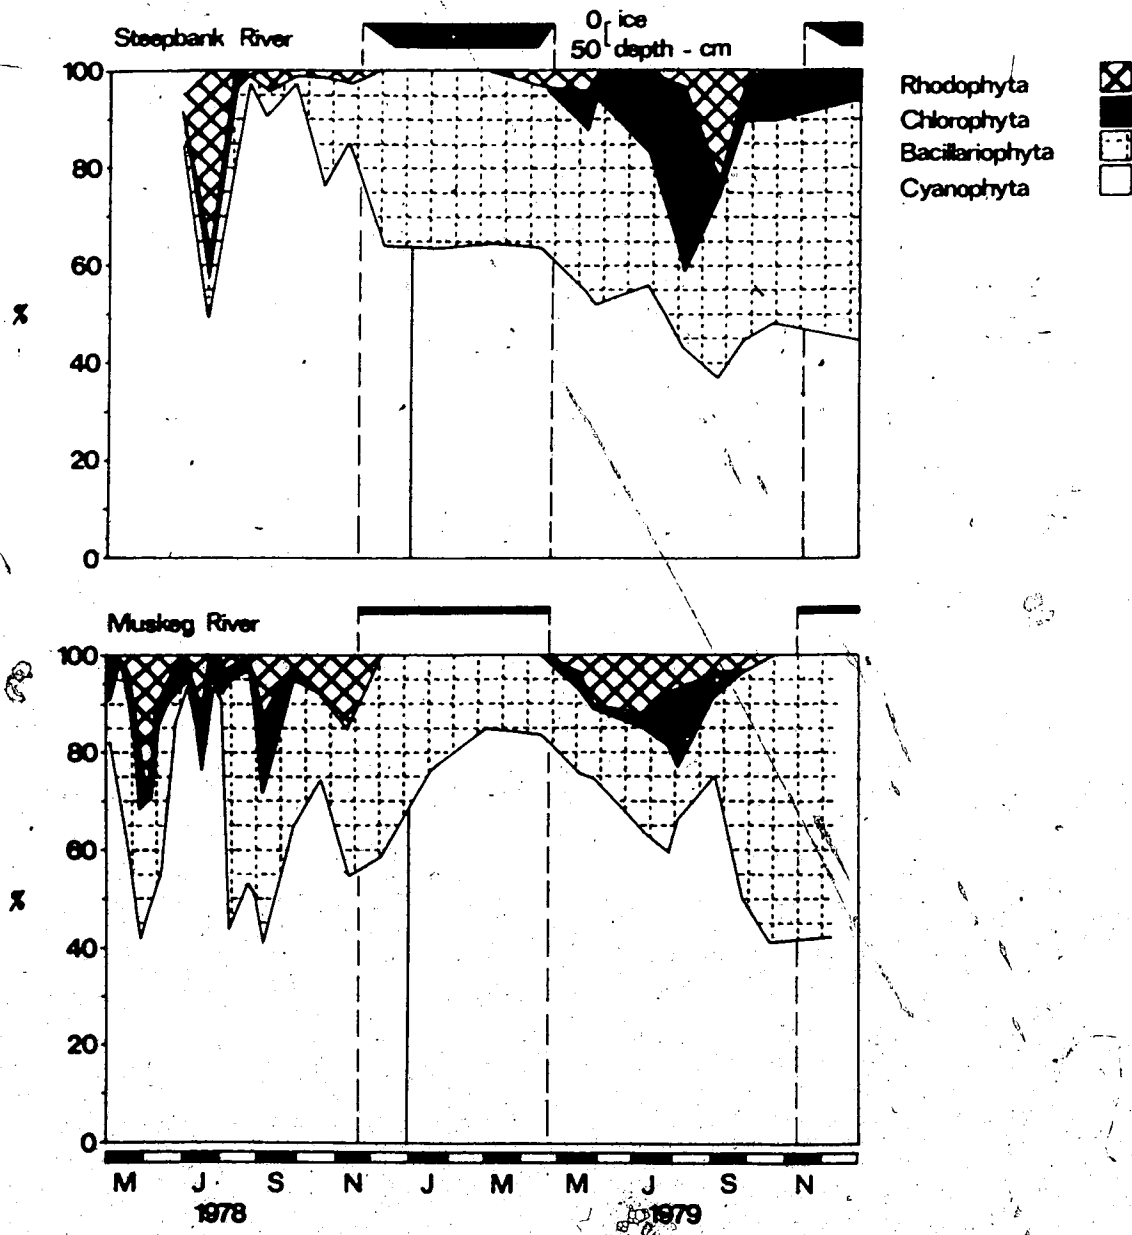 Steepbank River
0 ice
50 depth - cm
100
80
60
40
20
0
%
Rhodophyta
Chlorophyta
Bacillariophyta
Cyanophyta
Muskeg River
100
80
60
40
20
0
%
M J S N J M M J S N
1978 1979